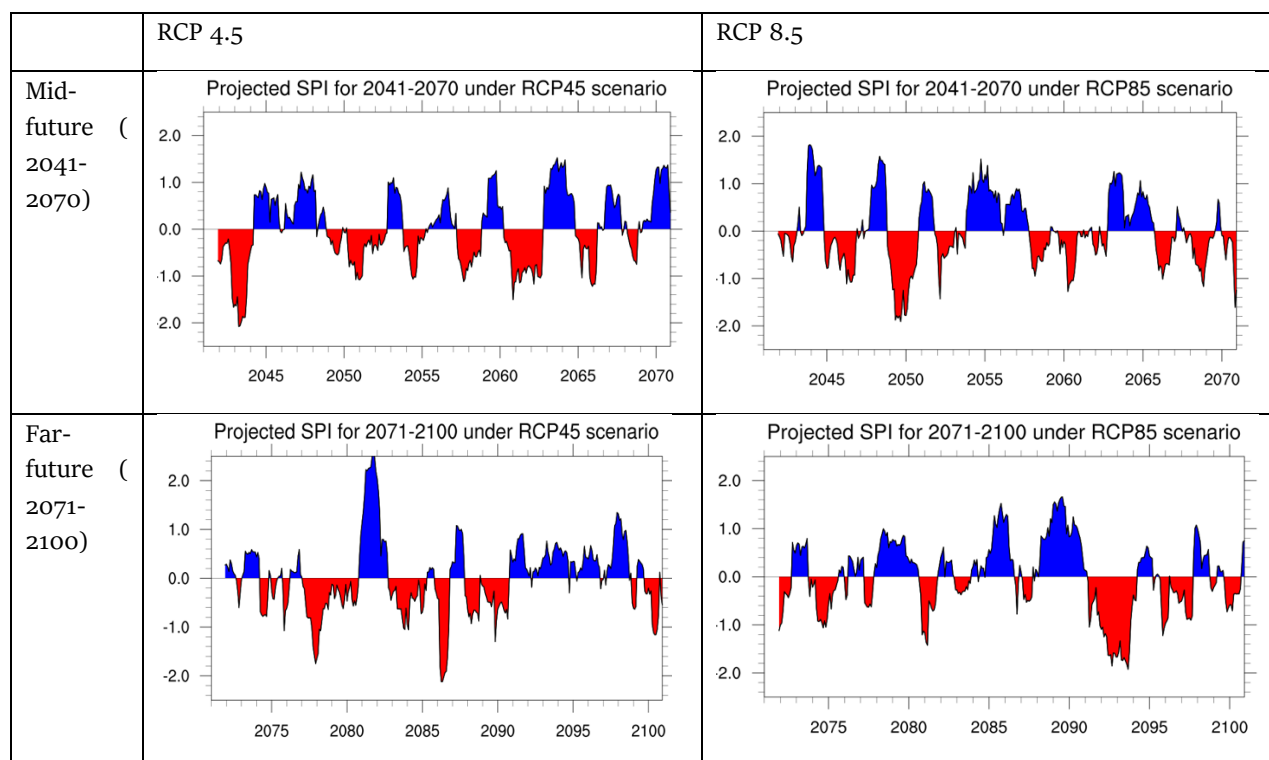 RCP 4.5
RCP 8.5
Mid-
future (
2041-
2070)
Projected SPI for 2041-2070 under RCP45 scenario
2.0
1.0
0.0
-1.0
-2.0
2045 2050 2055 2060 2065 2070
Projected SPI for 2041-2070 under RCP85 scenario
2.0
1.0
0.0
-1.0
-2.0
2045 2050 2055 2060 2065 2070
Far-
future (
2071-
2100)
Projected SPI for 2071-2100 under RCP45 scenario
2.0
1.0
0.0
-1.0
-2.0
2075 2080 2085 2090 2095 2100
Projected SPI for 2071-2100 under RCP85 scenario
2.0
1.0
0.0
-1.0
-2.0
2075 2080 2085 2090 2095 2100